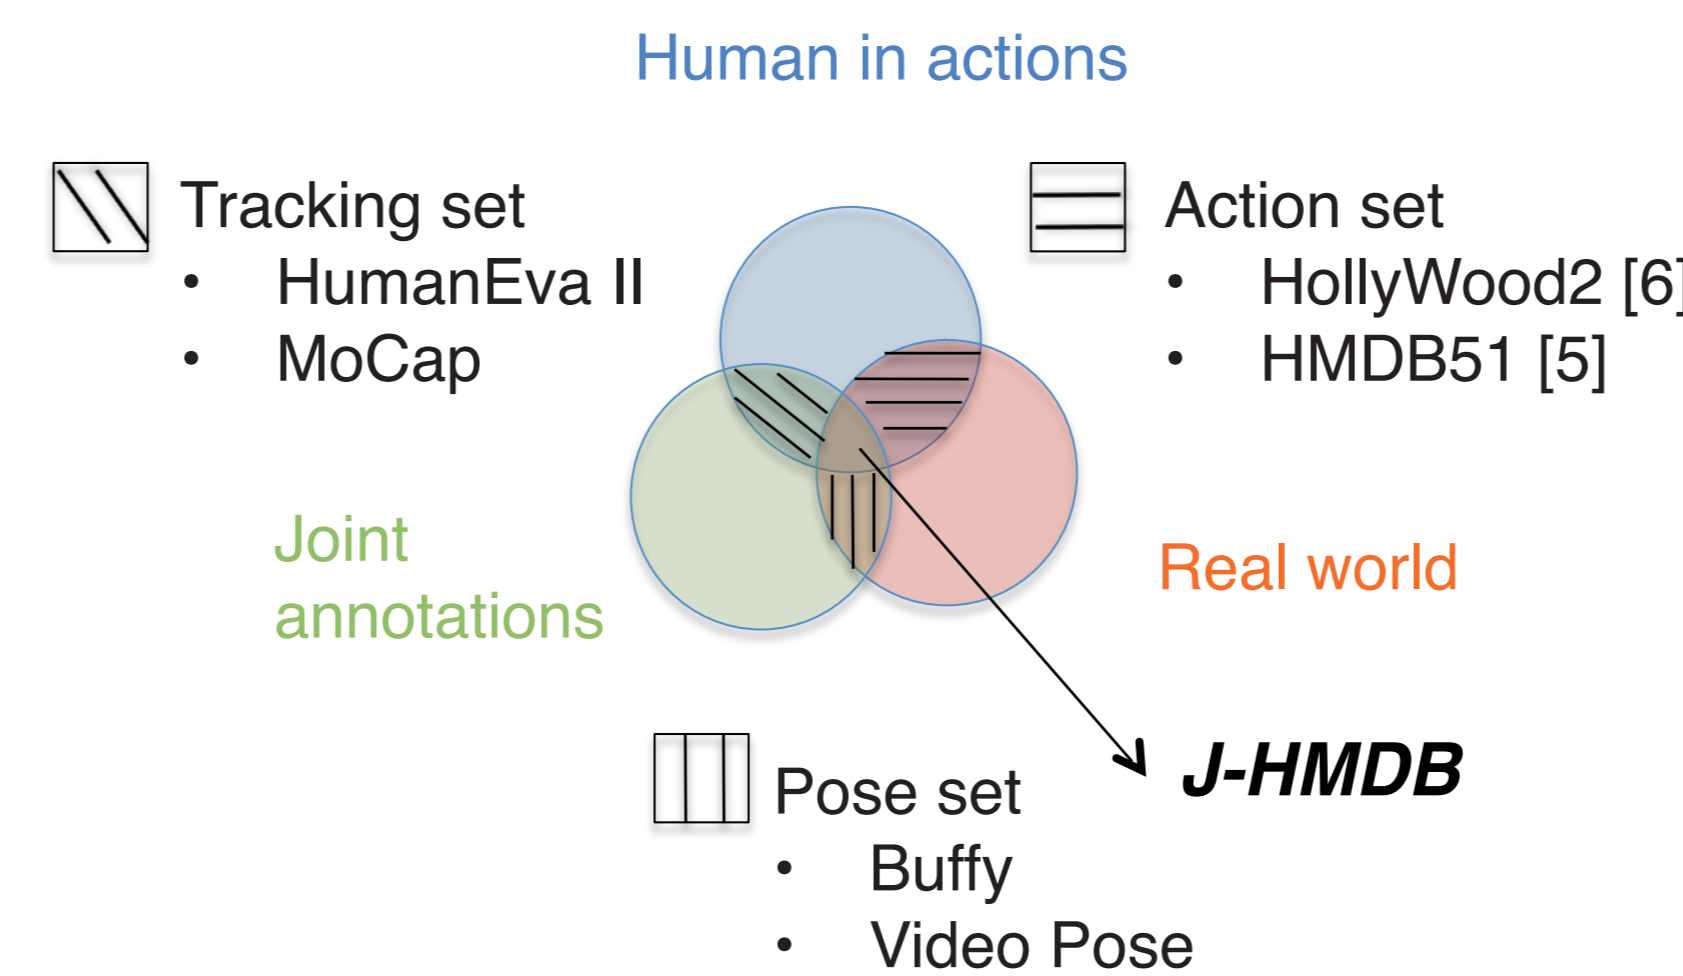 Human in actions
Tracking set
• HumanEva II
• MoCap
Action set
• HollyWood2 [6]
• HMDB51 [5]
Joint
annotations
Real world
J-HMDB
Pose set
• Buffy
• Video Pose